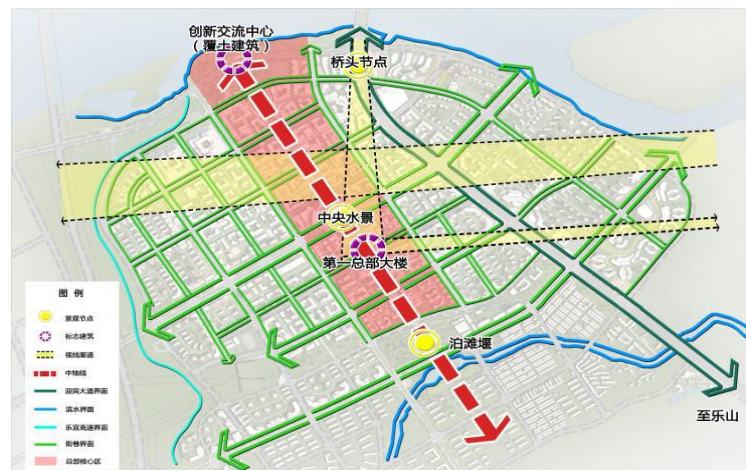 创新交流中心
（覆土建筑）
桥头节点
中央水景
第一总部大楼
泊滩堰
至乐山
图 例
景观节点
标志建筑
视线廊道
中轴线
迎宾大道界面
滨水界面
乐宜高速界面
街巷界面
总部核心区